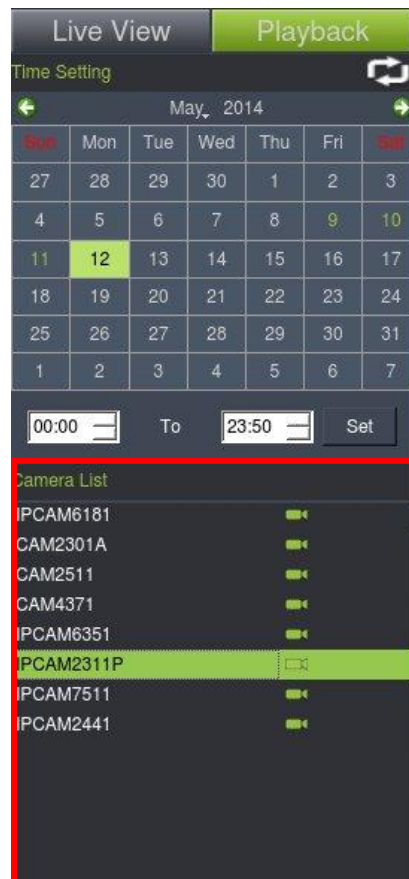 Live View Playback
Time Setting
May, 2014
Sun Mon Tue Wed Thu Fri Sat
27 28 29 30 1 2 3
4 5 6 7 8 9 10
11 12 13 14 15 16 17
18 19 20 21 22 23 24
25 26 27 28 29 30 31
1 2 3 4 5 6 7
00:00 To 23:50 Set
Camera List
IPCAM6181
CAM2301A
CAM2511
CAM4371
IPCAM6351
IPCAM2311P
IPCAM7511
IPCAM2441